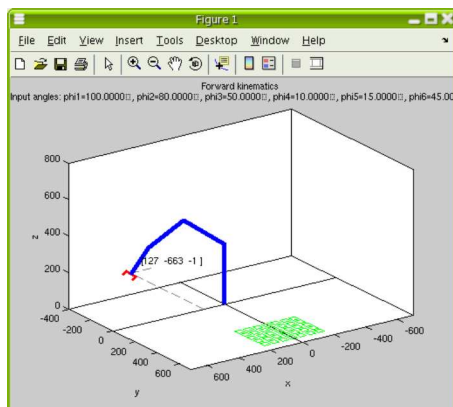 Figure 1
File Edit View Insert Tools Desktop Window Help
Forward kinematics
Input angles: phi1=100.0000□, phi2=80.0000□, phi3=50.0000□, phi4=10.0000□, phi5=15.0000□, phi6=45.00
800
600
400
200
0
z
[127 -663 -1 ]
-400
-200
0
200
400
600
y
600
400
200
0
-200
-400
-600
x